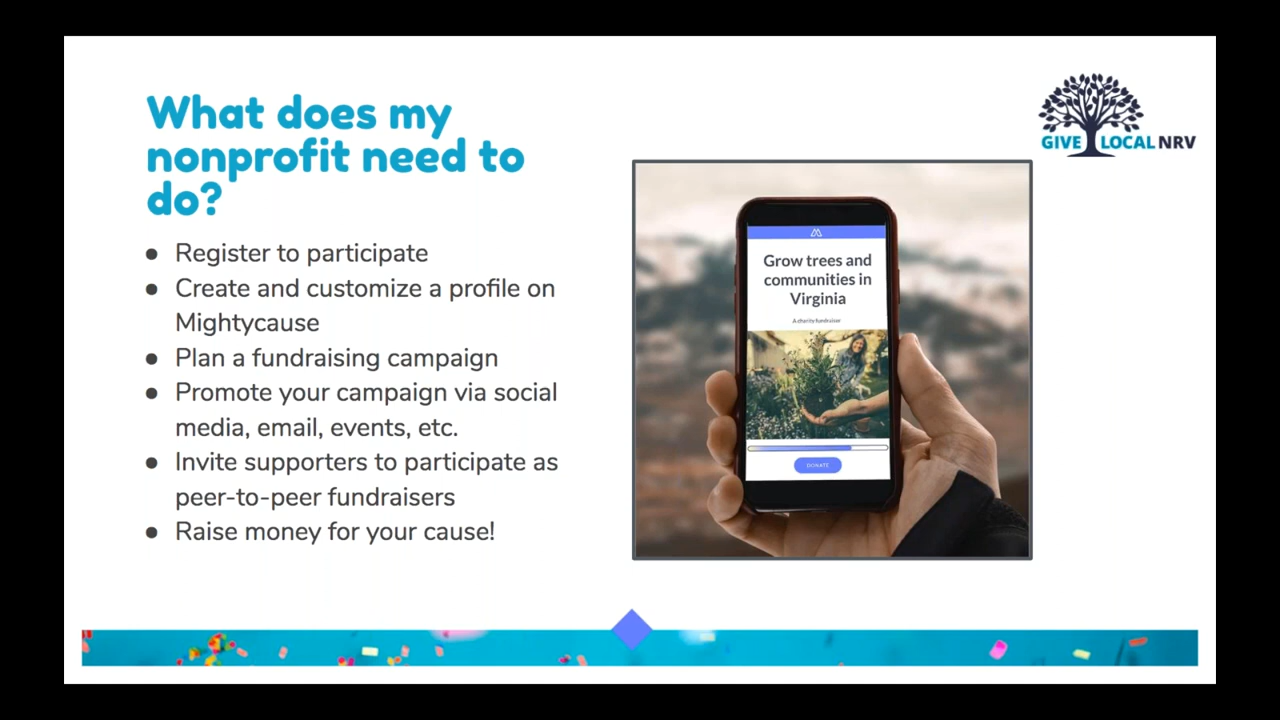 What does my
nonprofit need to
do?
GIVE LOCAL NRV
● Register to participate
● Create and customize a profile on
Mightycause
● Plan a fundraising campaign
● Promote your campaign via social
media, email, events, etc.
● Invite supporters to participate as
peer-to-peer fundraisers
● Raise money for your cause!
Grow trees and
communities in
Virginia
A charity fundraiser
DONATE